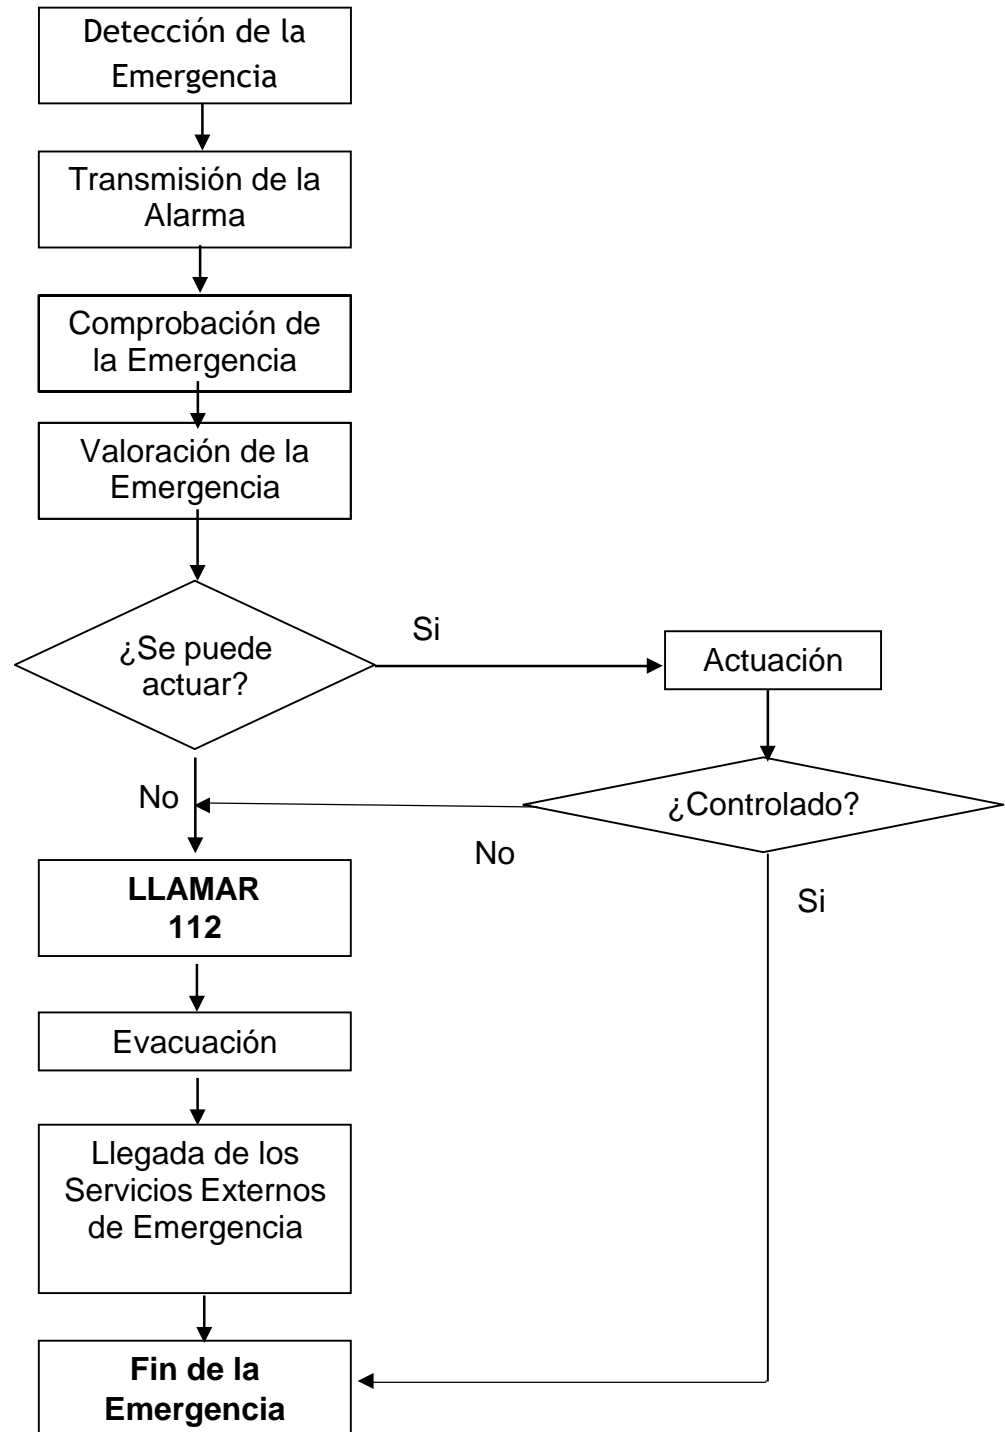 Detección de la
Emergencia
Transmisión de la
Alarma
Comprobación de
la Emergencia
Valoración de la
Emergencia
¿Se puede
actuar?
Si
Actuación
No
¿Controlado?
No
Si
LLAMAR
112
Evacuación
Llegada de los
Servicios Externos
de Emergencia
Fin de la
Emergencia